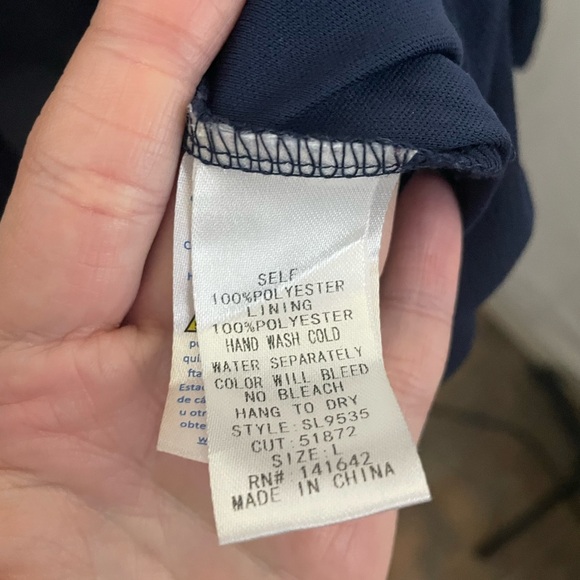 SELF
100%POLYESTER
LINING
100%POLYESTER
HAND WASH COLD
WATER SEPARATELY
COLOR WILL BLEED
NO BLEACH
HANG TO DRY
STYLE:SL9535
CUT:51872
SIZE:L
RN#:141642
MADE IN CHINA
de
u